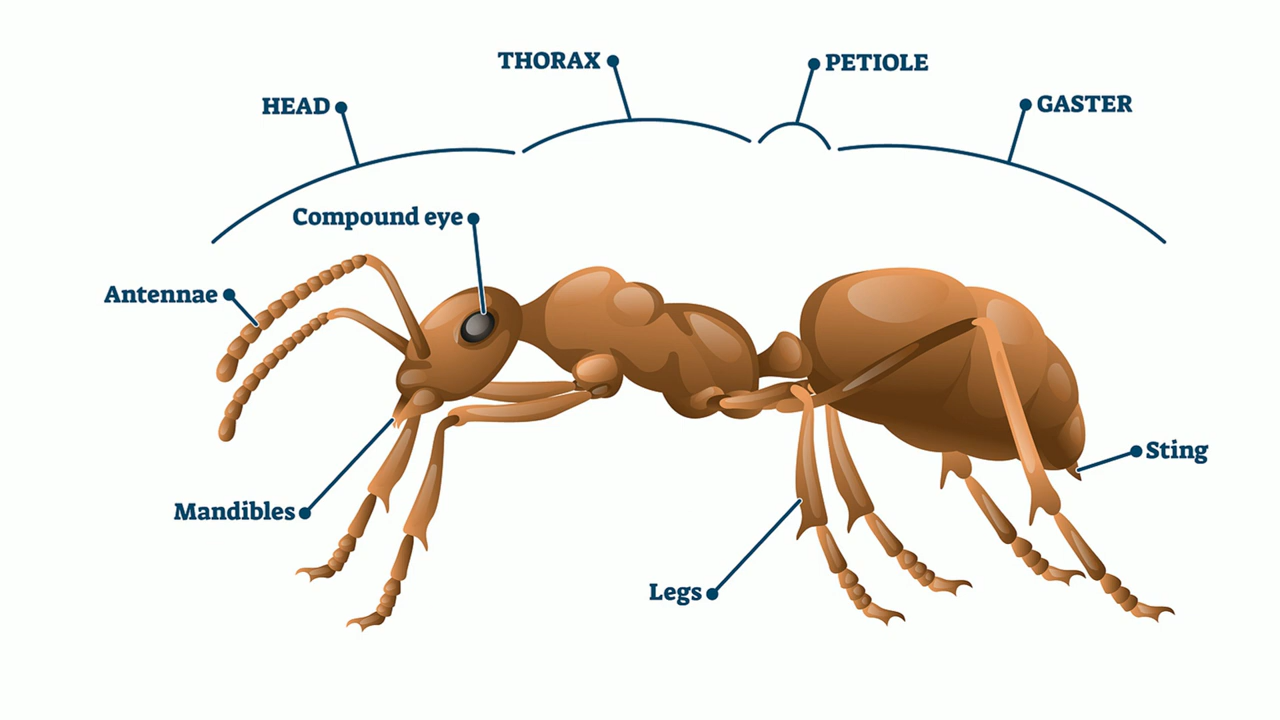 THORAX
PETIOLE
HEAD
GASTER
Compound eye
Antennae
Sting
Mandibles
Legs